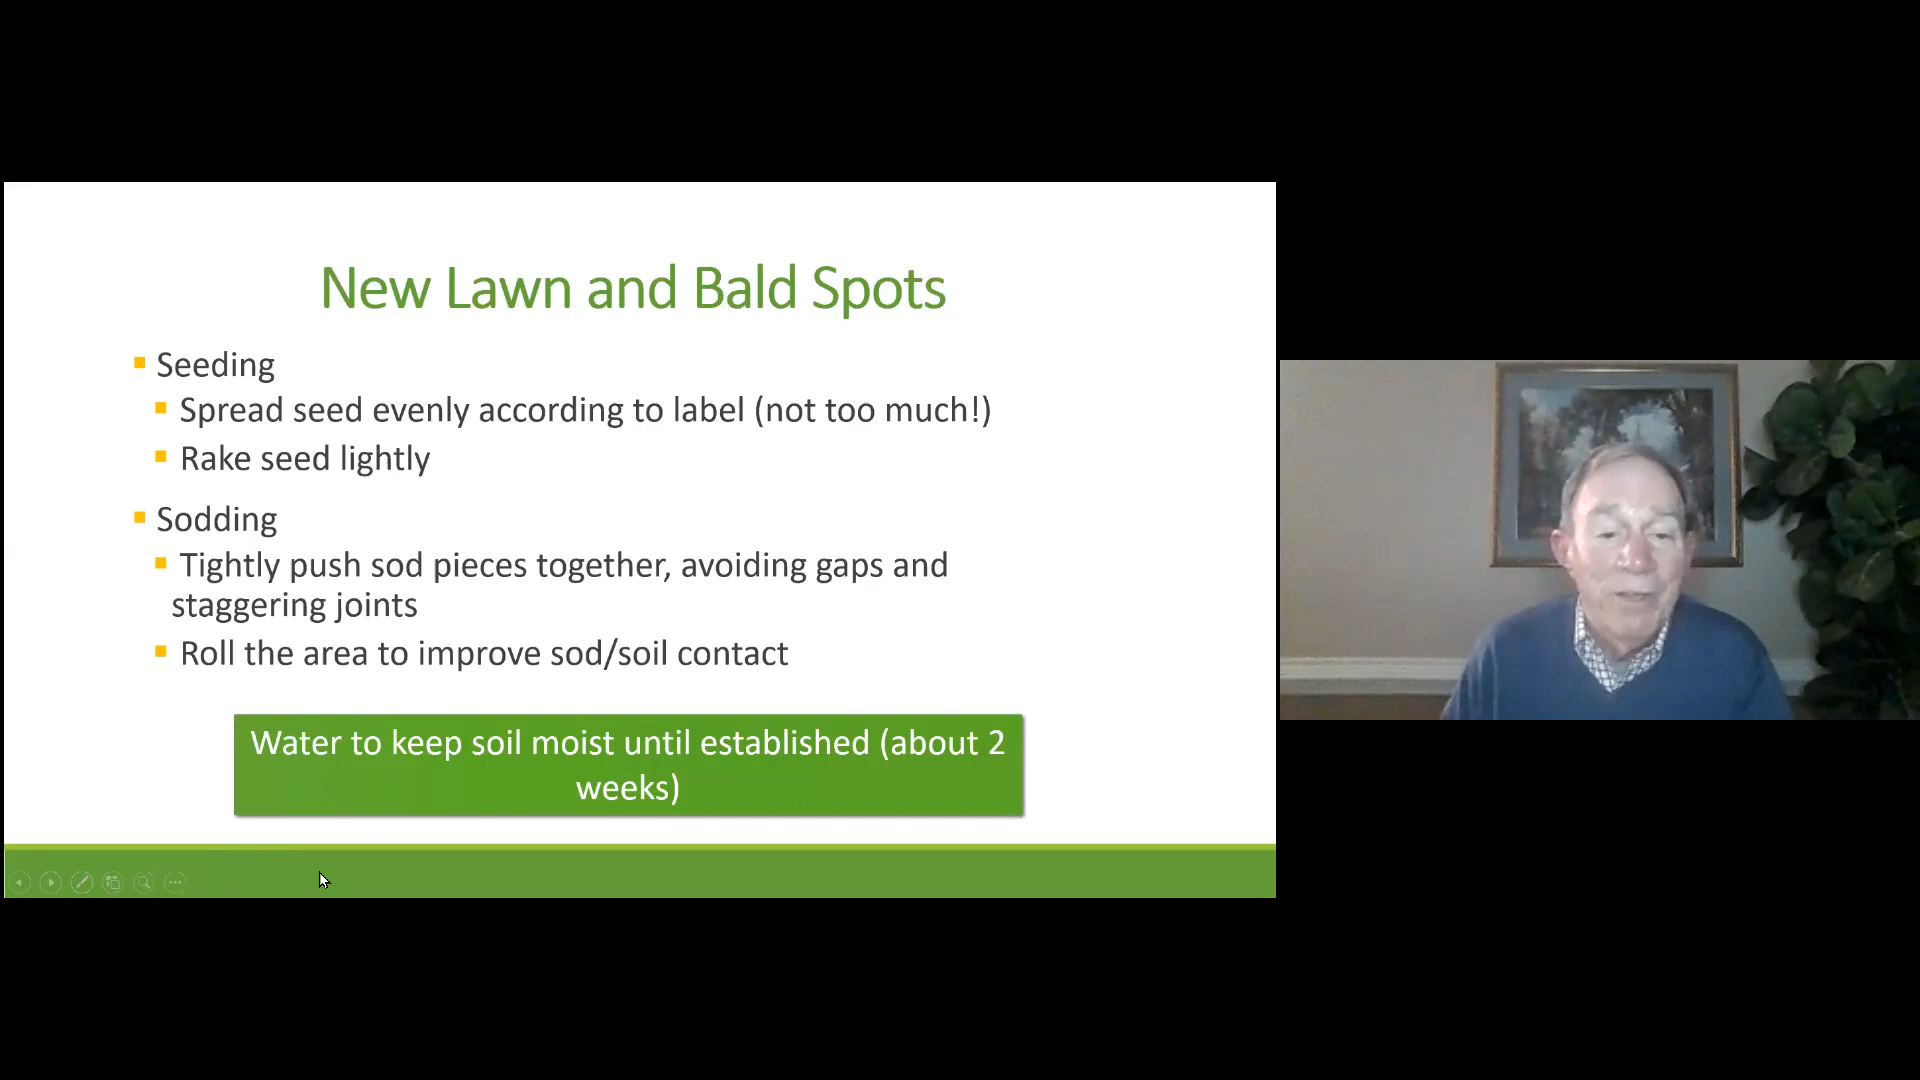 New Lawn and Bald Spots
Seeding
Spread seed evenly according to label (not too much!)
Rake seed lightly
Sodding
Tightly push sod pieces together, avoiding gaps and
staggering joints
Roll the area to improve sod/soil contact
Water to keep soil moist until established (about 2
weeks)